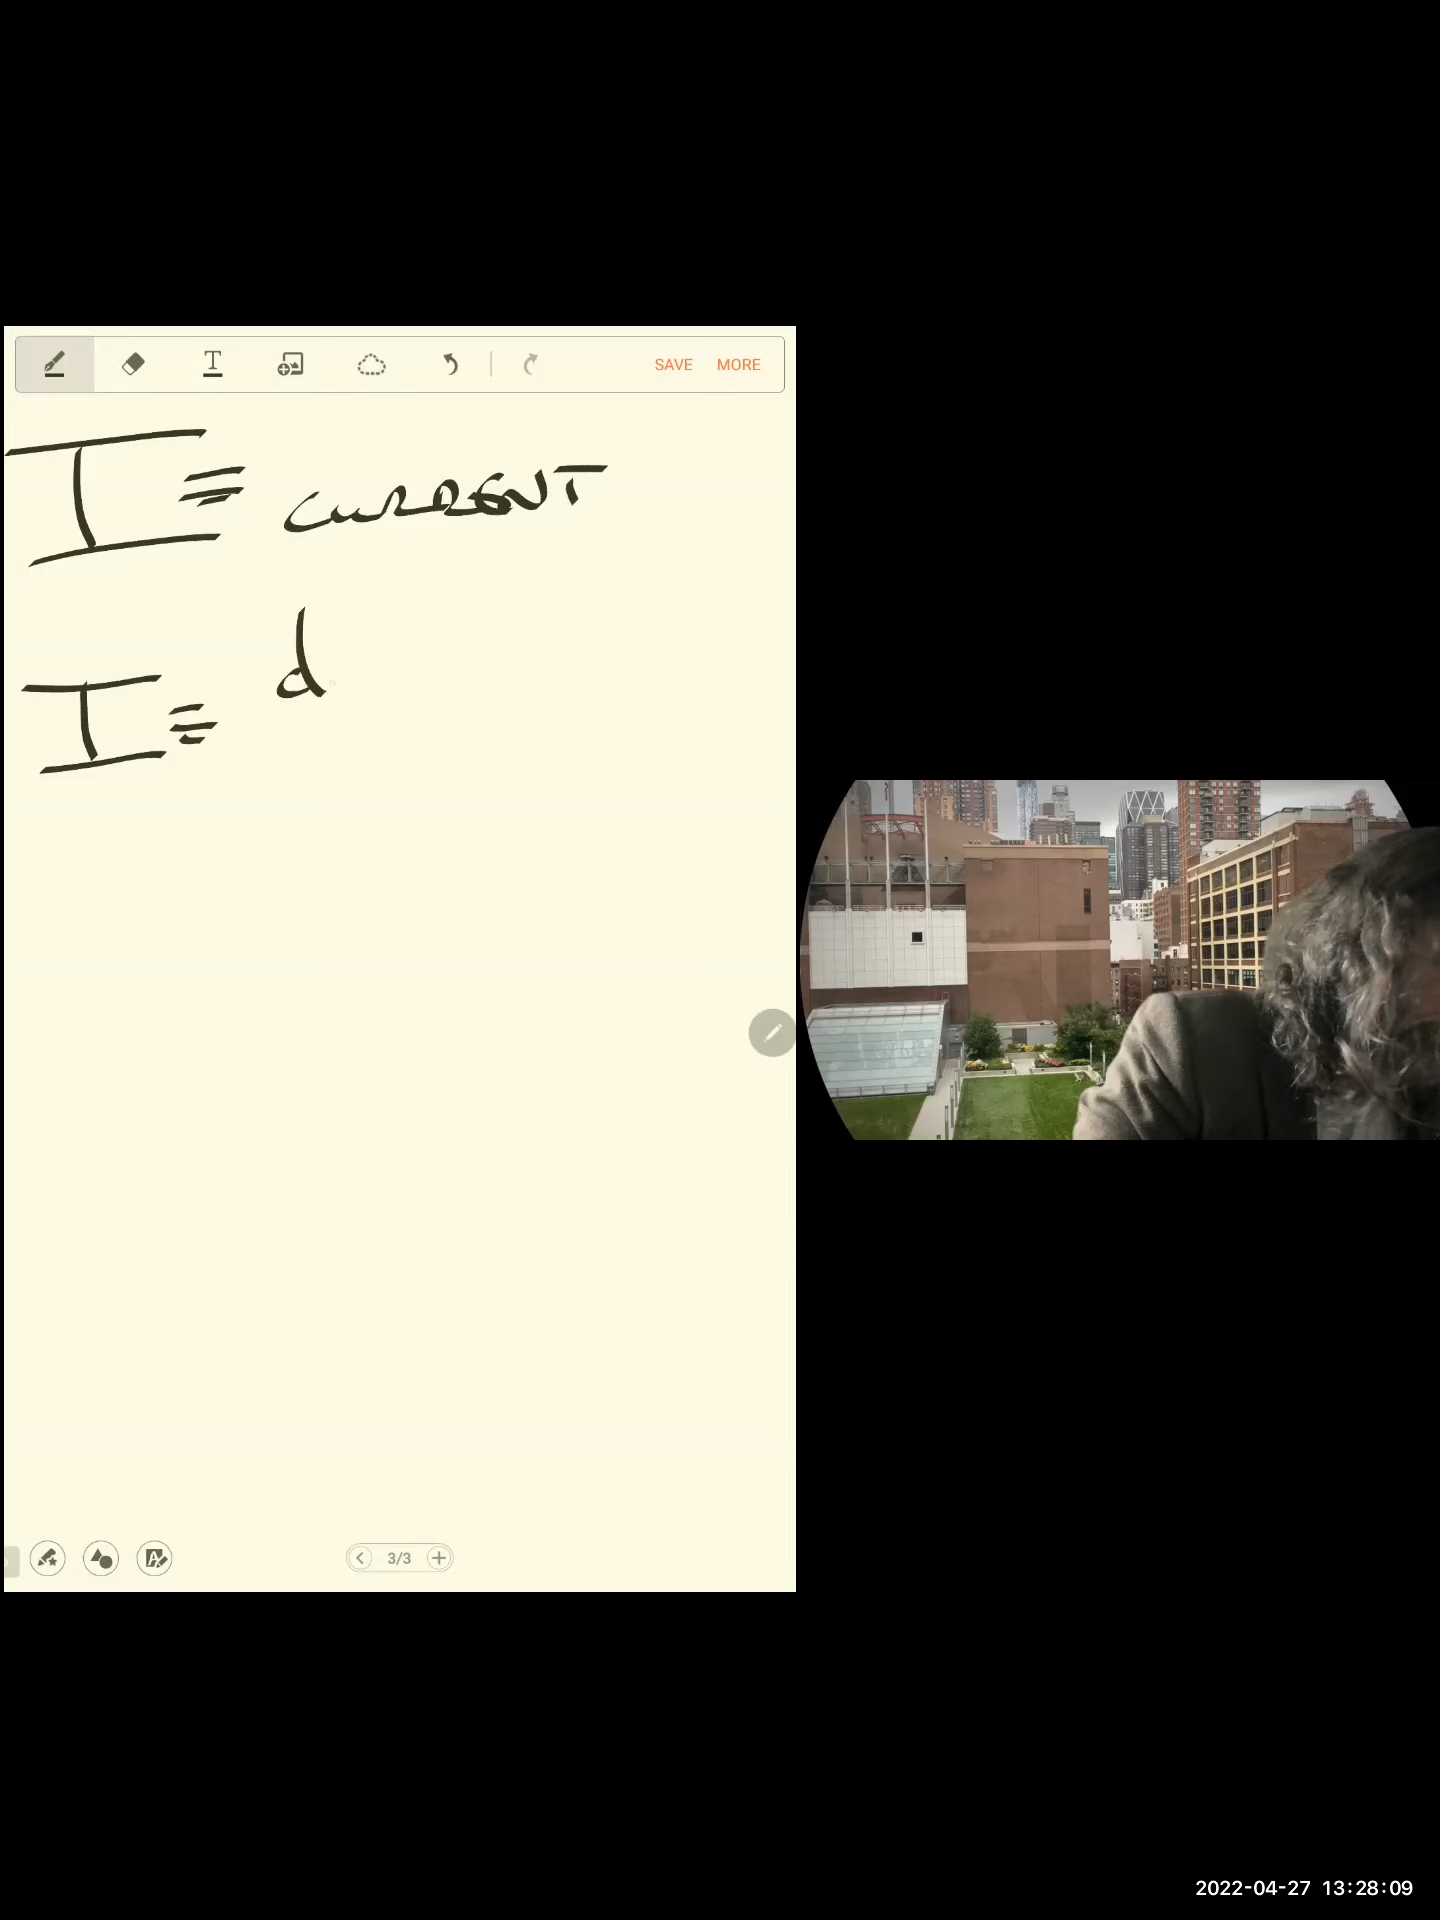 T
SAVE MORE
I ≡ CURRENT
I ≡ d
A
3/3
2022-04-27 13:28:09